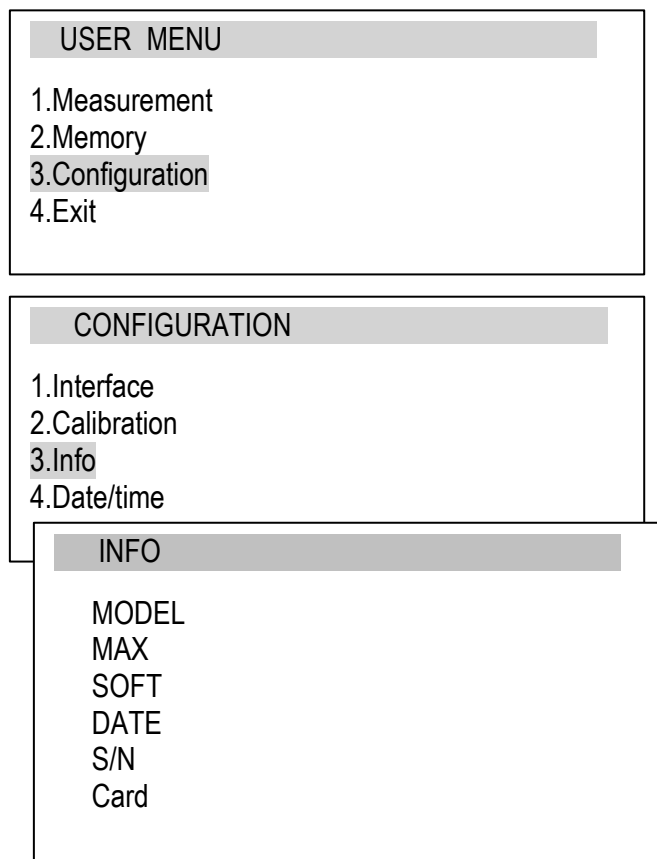 USER MENU
1.Measurement
2.Memory
3.Configuration
4.Exit
CONFIGURATION
1.Interface
2.Calibration
3.Info
4.Date/time
INFO
MODEL
MAX
SOFT
DATE
S/N
Card